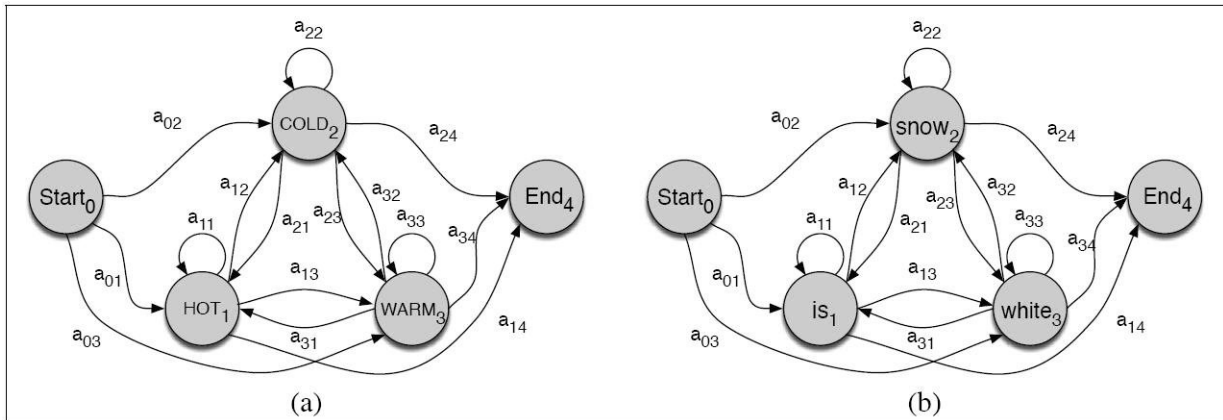 a₂₂ a₂₂
COLD₂ snow₂
a₀₂ a₂₄ a₀₂ a₂₄
Start₀ End₄ Start₀ End₄
a₁₂ a₃₂ a₁₂ a₃₂
a₁₁ a₂₁ a₂₃ a₃₃ a₁₁ a₂₁ a₂₃ a₃₃
a₃₄ a₃₄
a₀₁ a₁₃ a₀₁ a₁₃
HOT₁ WARM₃ is₁ white₃
a₀₃ a₃₁ a₁₄ a₀₃ a₃₁ a₁₄
(a) (b)